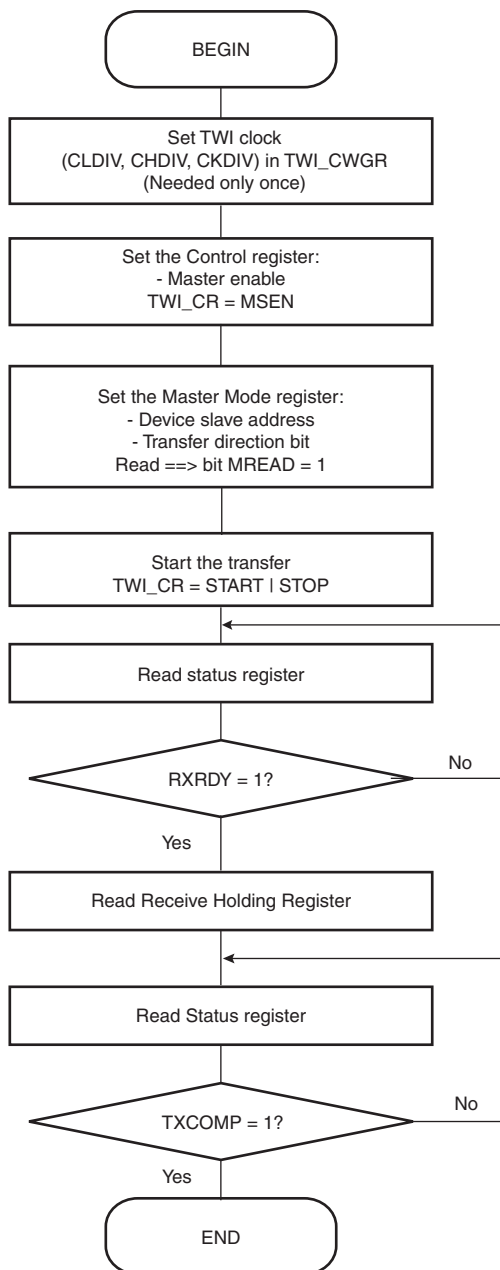 BEGIN
Set TWI clock
(CLDIV, CHDIV, CKDIV) in TWI_CWGR
(Needed only once)
Set the Control register:
- Master enable
TWI_CR = MSEN
Set the Master Mode register:
- Device slave address
- Transfer direction bit
Read ==> bit MREAD = 1
Start the transfer
TWI_CR = START | STOP
Read status register
RXRDY = 1?
No
Yes
Read Receive Holding Register
Read Status register
TXCOMP = 1?
No
Yes
END